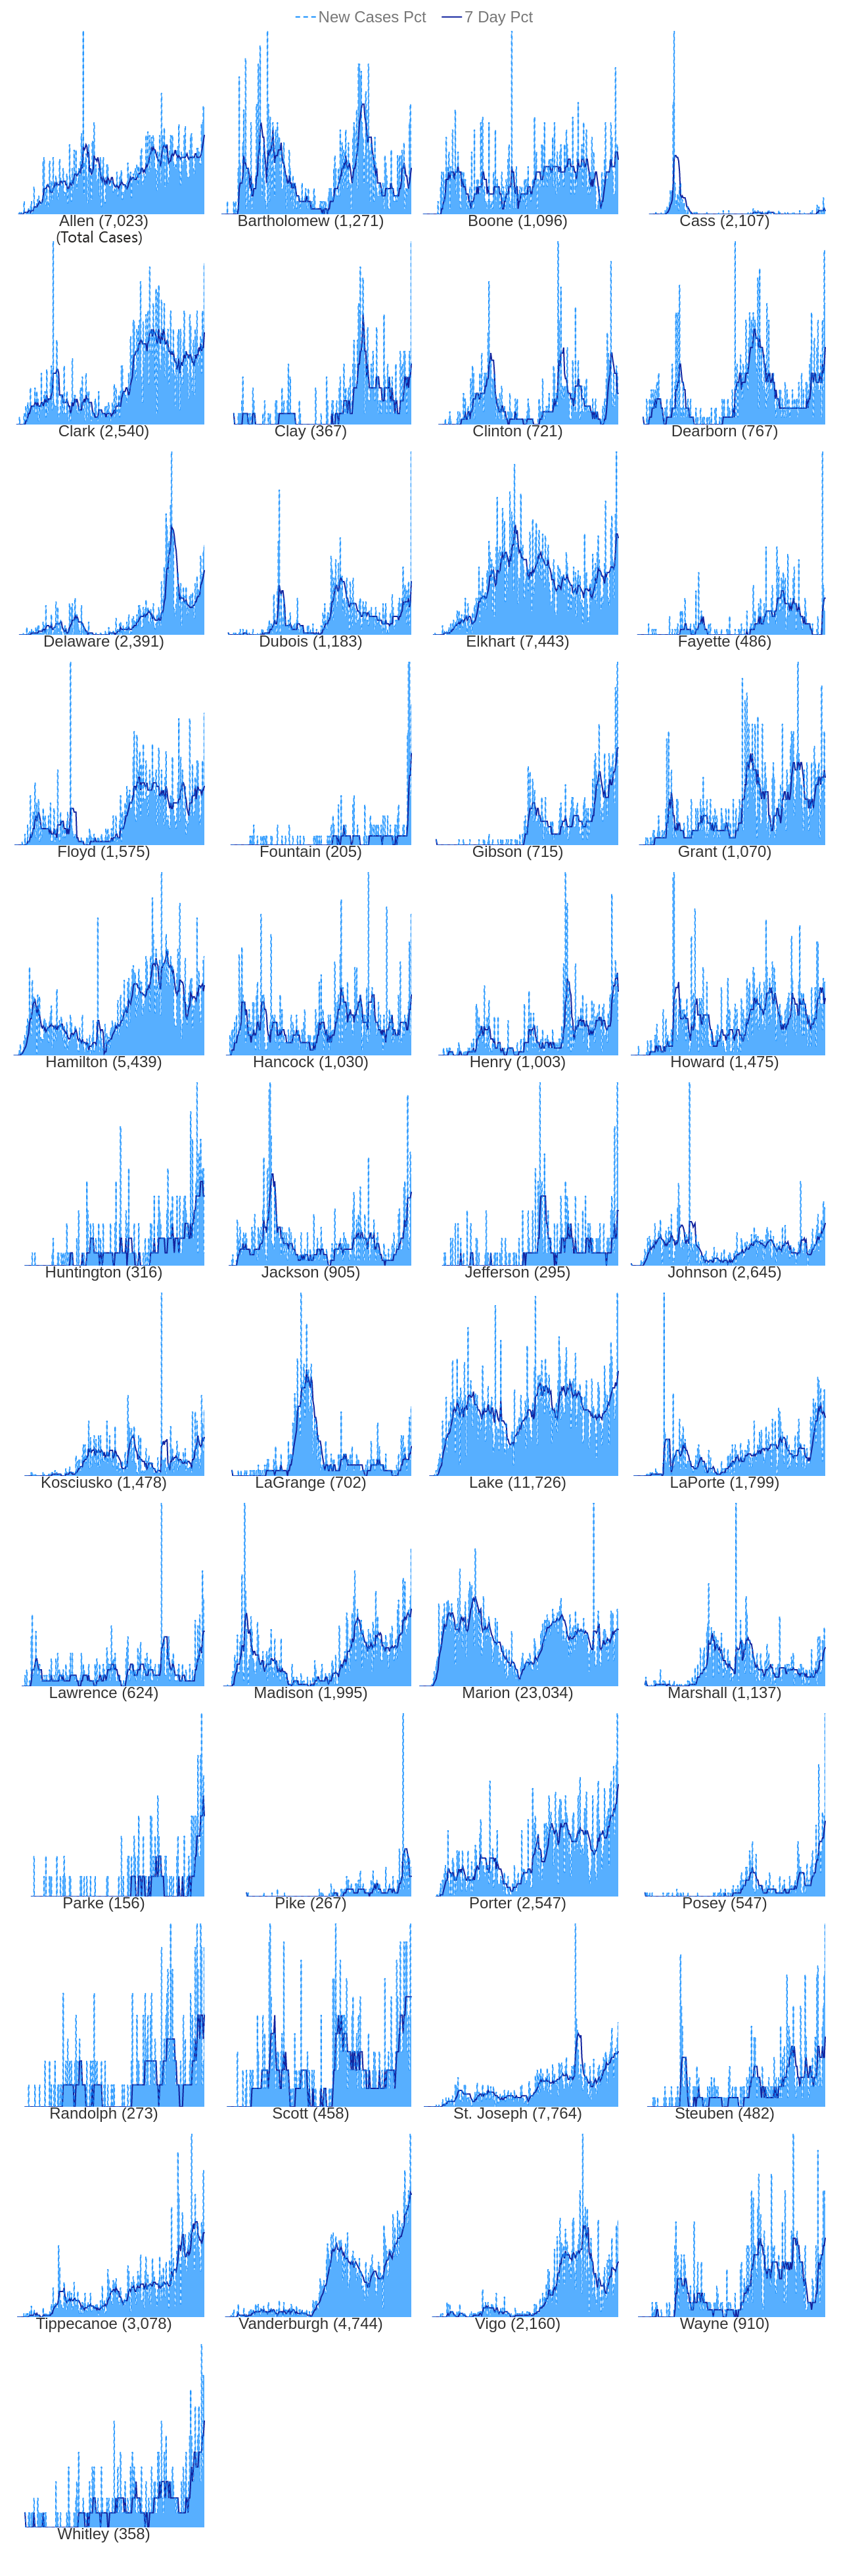 New Cases Pct 7 Day Pct
Allen (7,023) Bartholomew (1,271) Boone (1,096) Cass (2,107)
(Total Cases)
Clark (2,540) Clay (367) Clinton (721) Dearborn (767)
Delaware (2,391) Dubois (1,183) Elkhart (7,443) Fayette (486)
Floyd (1,575) Fountain (205) Gibson (715) Grant (1,070)
Hamilton (5,439) Hancock (1,030) Henry (1,003) Howard (1,475)
Huntington (316) Jackson (905) Jefferson (295) Johnson (2,645)
Kosciusko (1,478) LaGrange (702) Lake (11,726) LaPorte (1,799)
Lawrence (624) Madison (1,995) Marion (23,034) Marshall (1,137)
Parke (156) Pike (267) Porter (2,547) Posey (547)
Randolph (273) Scott (458) St. Joseph (7,764) Steuben (482)
Tippecanoe (3,078) Vanderburgh (4,744) Vigo (2,160) Wayne (910)
Whitley (358)